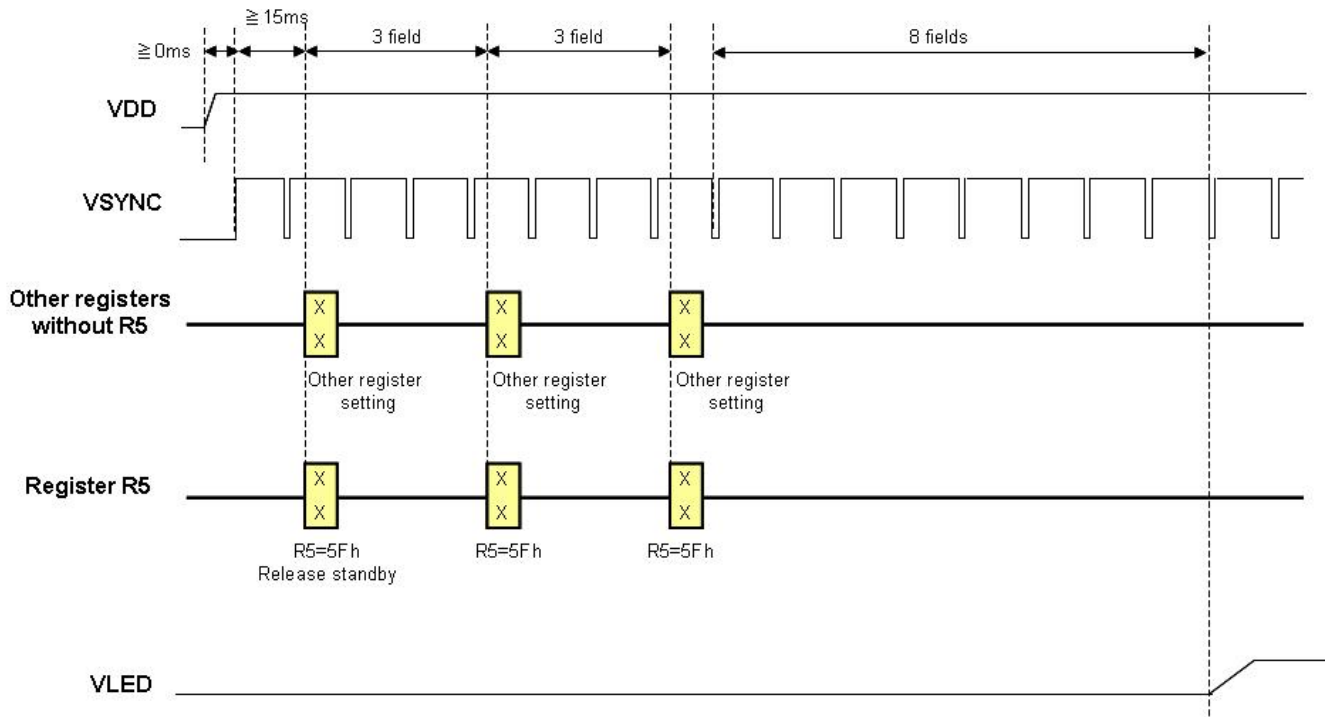 ≧15ms
≧0ms
3 field
3 field
8 fields
VDD
VSYNC
Other registers
without R5
X
X
X
X
X
X
Other register
setting
Other register
setting
Other register
setting
Register R5
X
X
X
X
X
X
R5=5Fh
Release standby
R5=5Fh
R5=5Fh
VLED